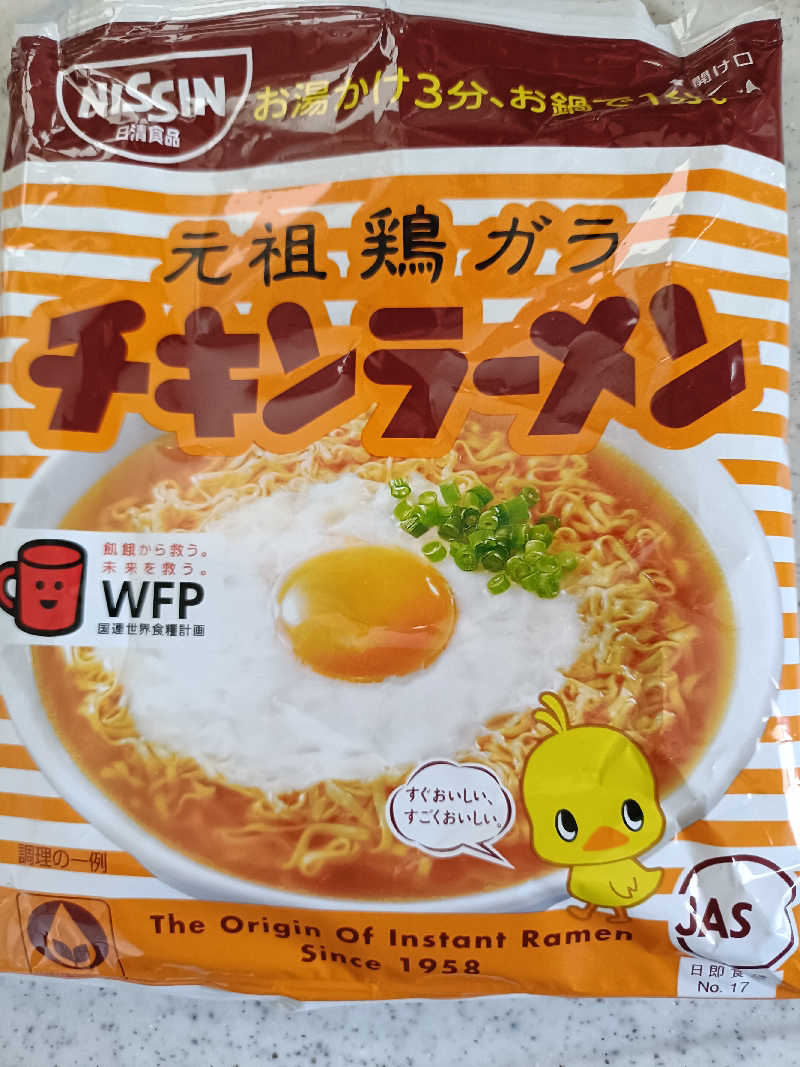 NISSIN
日清食品
お湯かけ3分、お鍋で1分
開け口
元祖鶏ガラ
チキンラーメン
飢餓から救う。
未来を救う。
WFP
国連世界食糧計画
すぐおいしい、
すごくおいしい。
調理の一例
The Origin Of Instant Ramen
Since 1958
JAS
日即食
No. 17